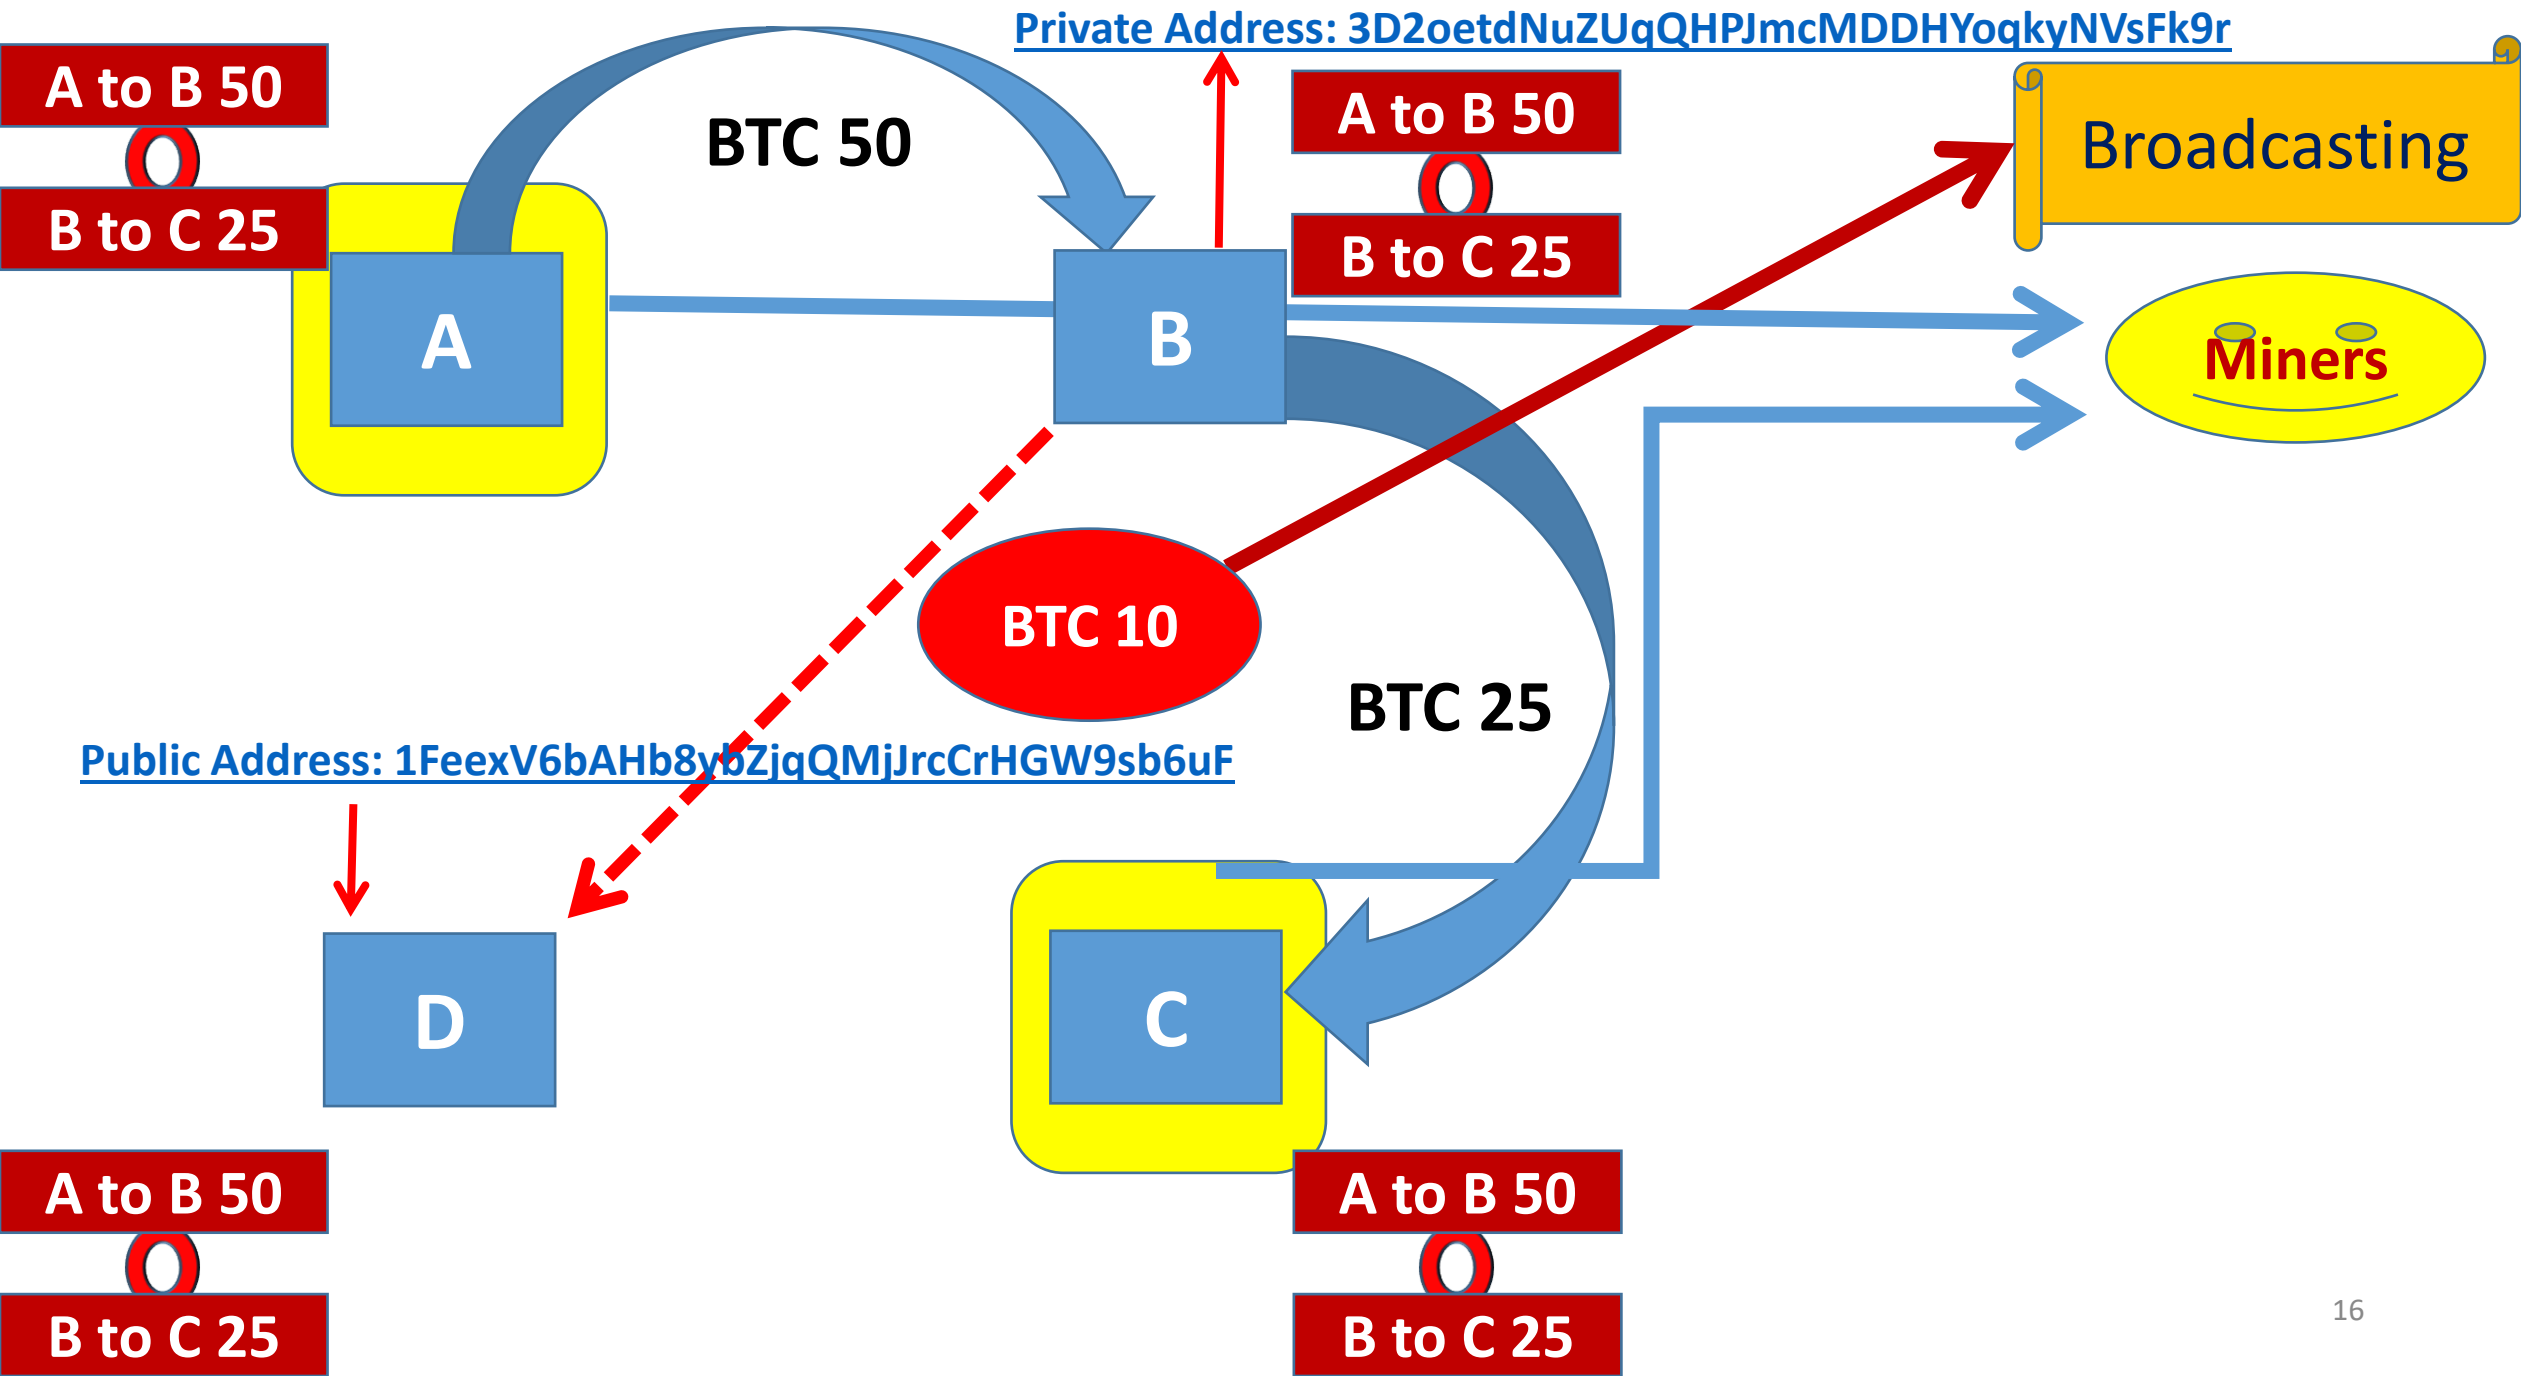 Private Address: 3D2oetdNuZUqQHPJmcMDDHYoqkyNVsFk9r
A to B 50
B to C 25
BTC 50
A to B 50
B to C 25
Broadcasting
A
B
Miners
BTC 10
BTC 25
Public Address: 1FeexV6bAHb8ybZjqQMjJrcCrHGW9sb6uF
D
C
A to B 50
B to C 25
A to B 50
B to C 25
16